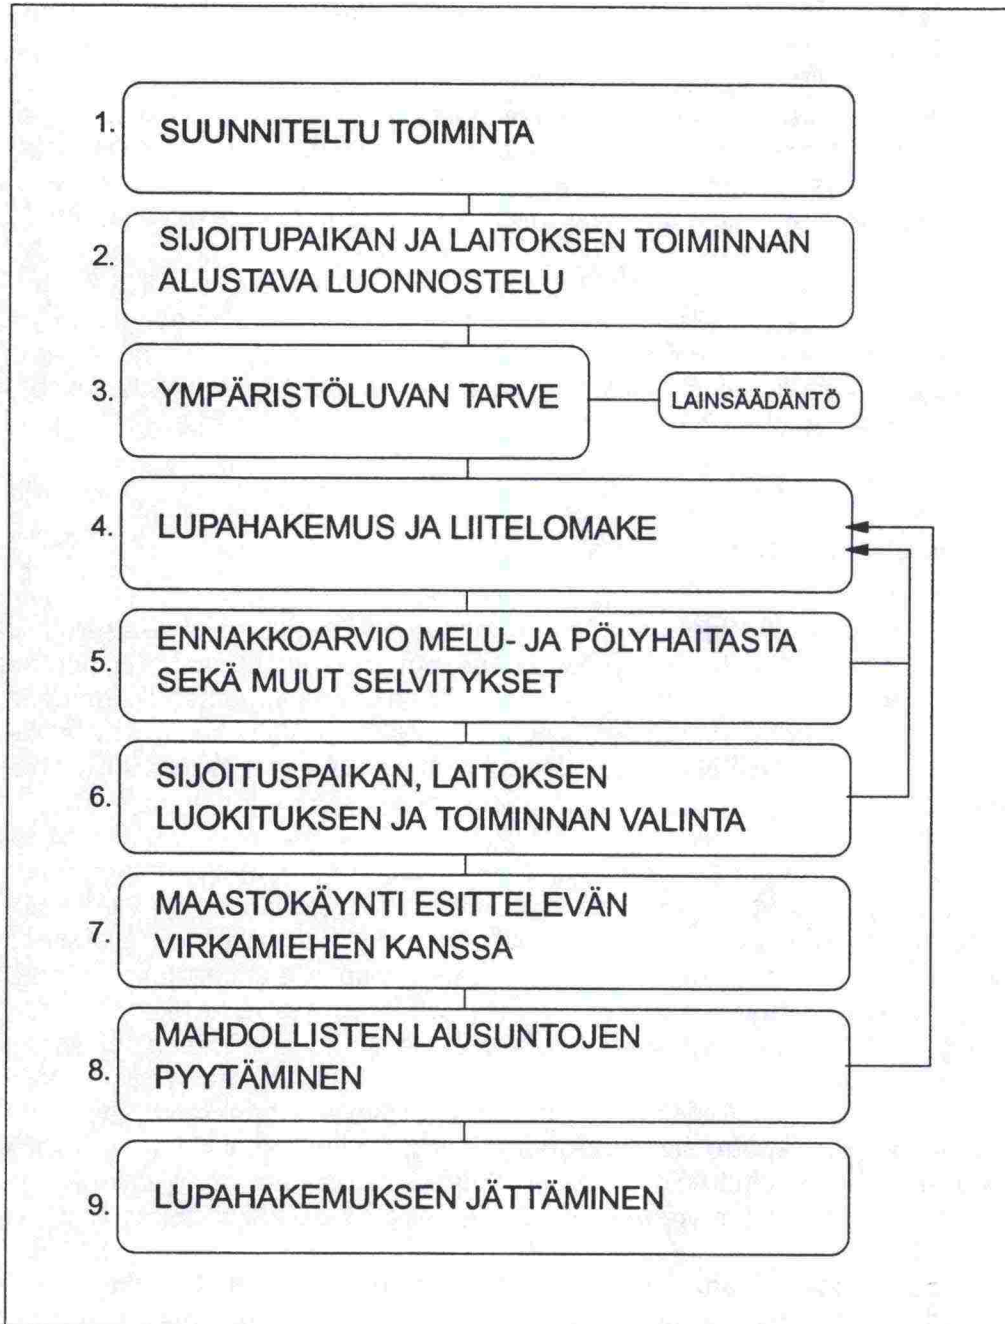 1. SUUNNITELTU TOIMINTA
2. SIJOITUPAIKAN JA LAITOKSEN TOIMINNAN
ALUSTAVA LUONNOSTELU
3. YMPÄRISTÖLUVAN TARVE
LAINSÄÄDÄNTÖ
4. LUPAHAKEMUS JA LIITELOMAKE
5. ENNAKKOARVIO MELU- JA PÖLYHAITASTA
SEKÄ MUUT SELVITYKSET
6. SIJOITUSPAIKAN, LAITOKSEN
LUOKITUKSEN JA TOIMINNAN VALINTA
7. MAASTOKÄYNTI ESITTELEVÄN
VIRKAMIEHEN KANSSA
8. MAHDOLLISTEN LAUSUNTOJEN
PYYTÄMINEN
9. LUPAHAKEMUKSEN JÄTTÄMINEN